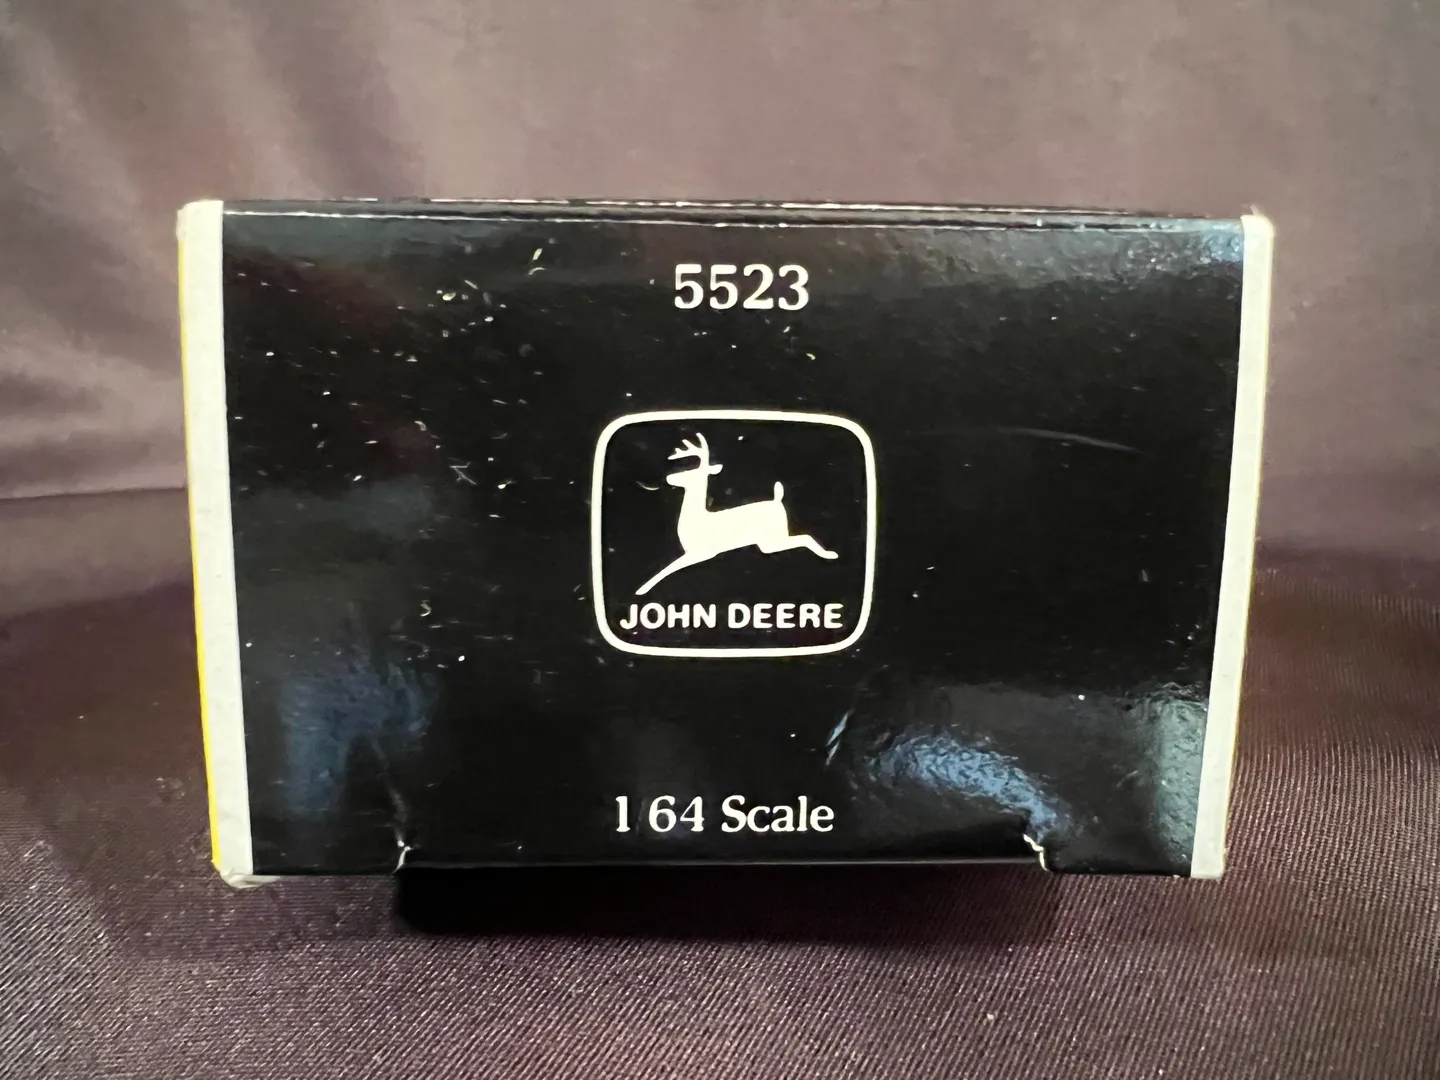 5523
JOHN DEERE
1 64 Scale